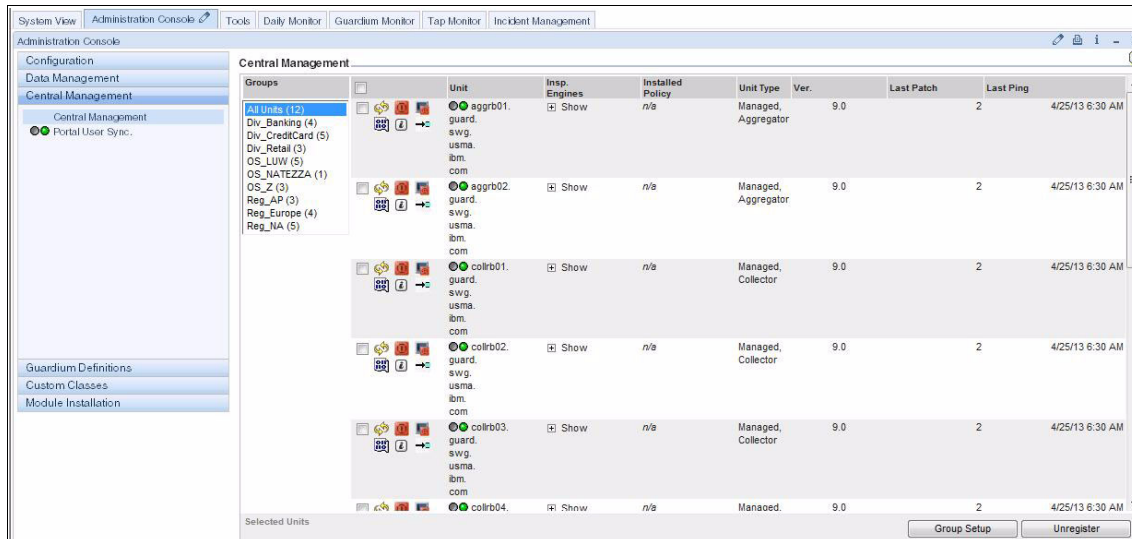 System View Administration Console Tools Daily Monitor Guardium Monitor Tap Monitor Incident Management
Administration Console
Configuration
Data Management
Central Management
Central Management
Portal User Sync.
Guardium Definitions
Custom Classes
Module Installation
Central Management
Groups
All Units (12)
Div_Banking (4)
Div_CreditCard (5)
Div_Retail (3)
OS_LUW (5)
OS_NATEZZA (1)
OS_Z (3)
Reg_AP (3)
Reg_Europe (4)
Reg_NA (5)
Unit Insp. Engines Installed Policy Unit Type Ver. Last Patch Last Ping
aggrb01. Show n/a Managed, 9.0 2 4/25/13 6:30 AM
guard. Aggregator
swg.
usma.
ibm.
com
aggrb02. Show n/a Managed, 9.0 2 4/25/13 6:30 AM
guard. Aggregator
swg.
usma.
ibm.
com
collrb01. Show n/a Managed, 9.0 2 4/25/13 6:30 AM
guard. Collector
swg.
usma.
ibm.
com
collrb02. Show n/a Managed, 9.0 2 4/25/13 6:30 AM
guard. Collector
swg.
usma.
ibm.
com
collrb03. Show n/a Managed, 9.0 2 4/25/13 6:30 AM
guard. Collector
swg.
usma.
ibm.
com
collrb04. Show n/a Managed, 9.0 2 4/25/13 6:30 AM
Selected Units
Group Setup Unregister